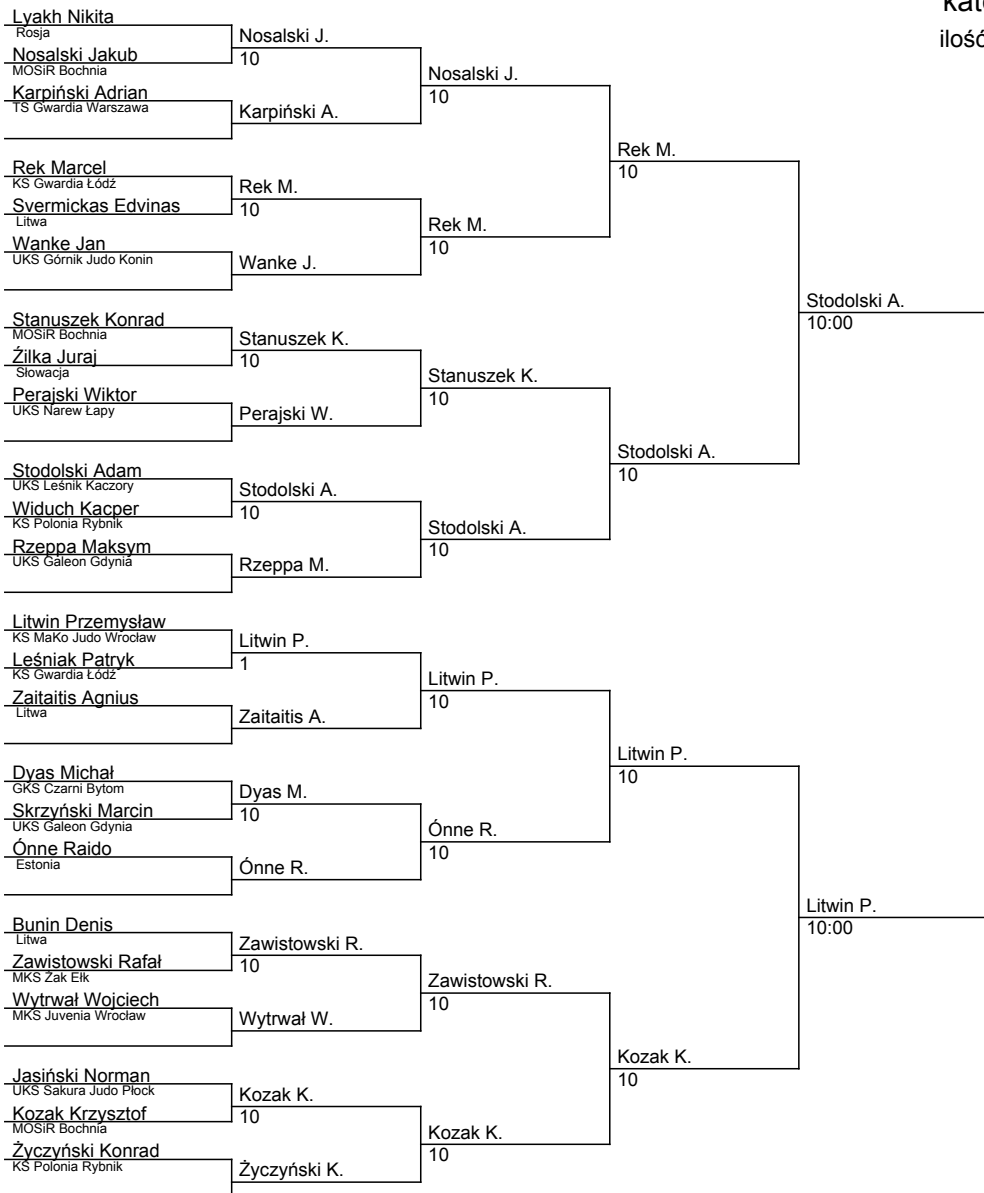 kate
ilość
Lyakh Nikita
Rosja
Nosalski Jakub
MOSiR Bochnia
Karpiński Adrian
TS Gwardia Warszawa
Rek Marcel
KS Gwardia Łódź
Svermickas Edvinas
Litwa
Wanke Jan
UKS Górnik Judo Konin
Stanuszek Konrad
MOSiR Bochnia
Źilka Juraj
Słowacja
Perajski Wiktor
UKS Narew Łapy
Stodolski Adam
UKS Leśnik Kaczory
Widuch Kacper
KS Polonia Rybnik
Rzeppa Maksym
UKS Galeon Gdynia
Litwin Przemysław
KS MaKo Judo Wrocław
Leśniak Patryk
KS Gwardia Łódź
Zaitaitis Agnius
Litwa
Dyas Michał
GKS Czarni Bytom
Skrzyński Marcin
UKS Galeon Gdynia
Ónne Raido
Estonia
Bunin Denis
Litwa
Zawistowski Rafał
MKS Żak Ełk
Wytrwał Wojciech
MKS Juvenia Wrocław
Jasiński Norman
UKS Sakura Judo Płock
Kozak Krzysztof
MOSiR Bochnia
Życzyński Konrad
KS Polonia Rybnik
Nosalski J.
10
Karpiński A.
Rek M.
10
Wanke J.
Stanuszek K.
10
Perajski W.
Stodolski A.
10
Rzeppa M.
Litwin P.
1
Zaitaitis A.
Dyas M.
10
Ónne R.
Zawistowski R.
10
Wytrwał W.
Kozak K.
10
Życzyński K.
Nosalski J.
10
Rek M.
10
Stanuszek K.
10
Stodolski A.
10
Litwin P.
10
Ónne R.
10
Zawistowski R.
10
Kozak K.
10
Rek M.
10
Stodolski A.
10
Litwin P.
10
Kozak K.
10
Stodolski A.
10:00
Litwin P.
10:00